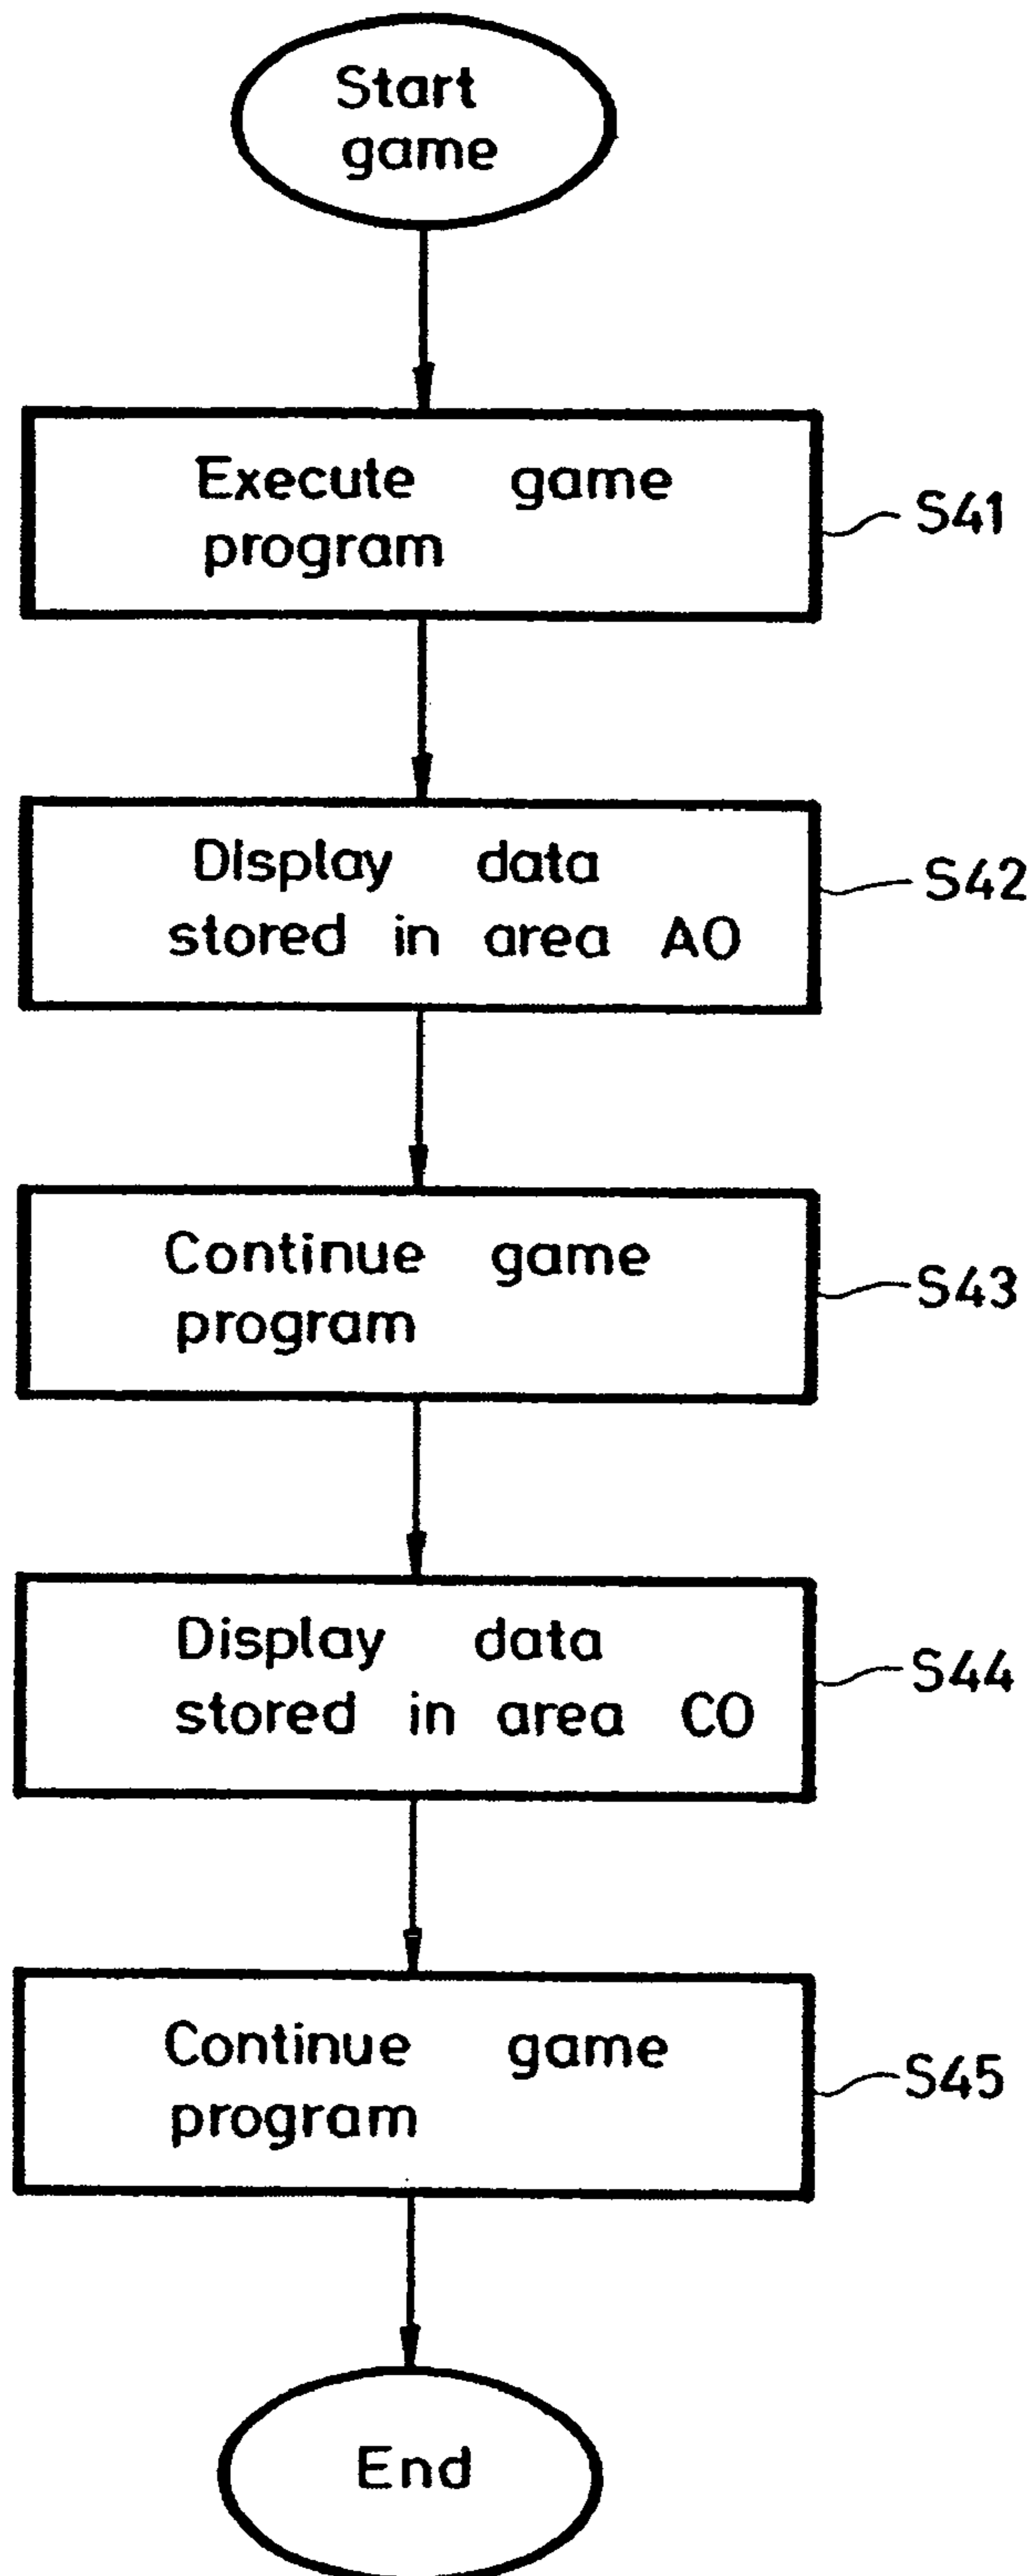 Start
game
Execute game
program
S41
Display data
stored in area A0
S42
Continue game
program
S43
Display data
stored in area C0
S44
Continue game
program
S45
End